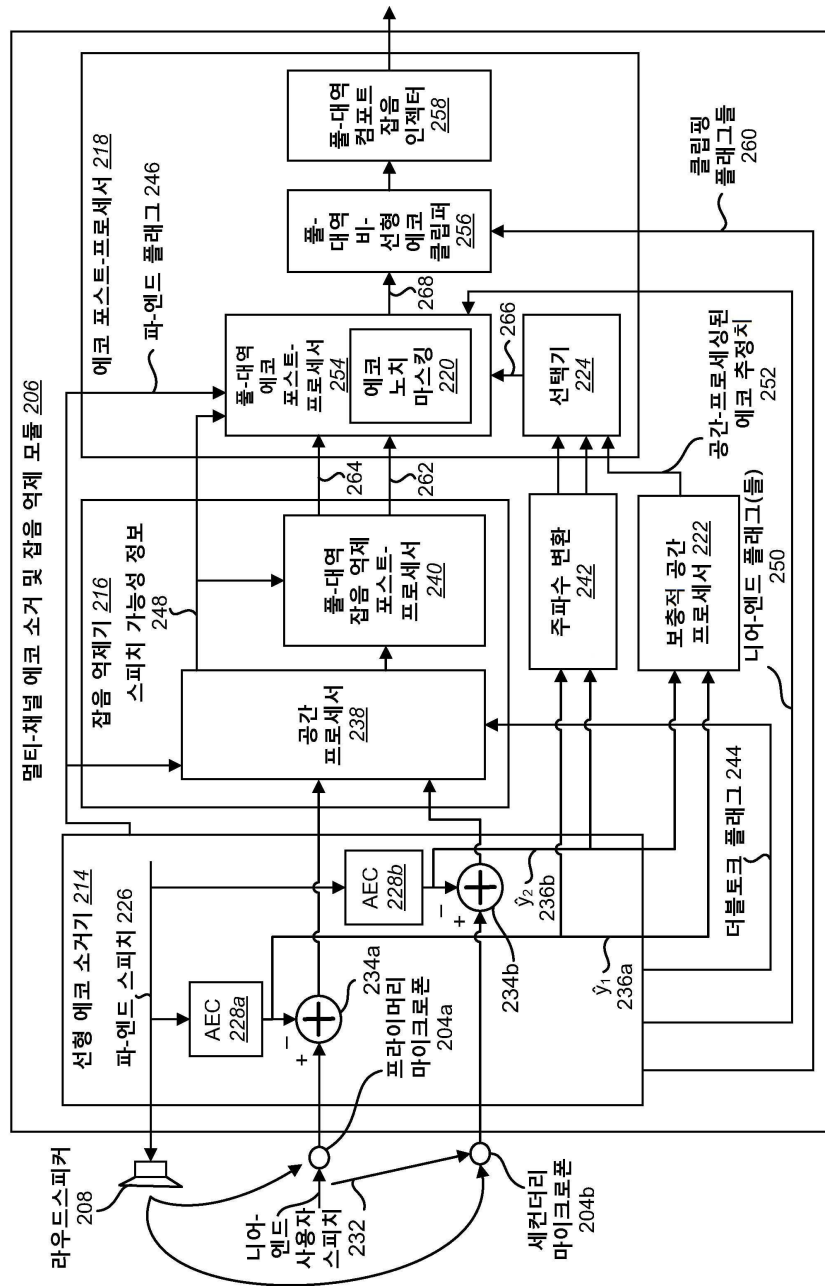 멀티-채널 에코 소거 및 잡음 억제 모듈 206
라우드스피커
208
니어-
엔드
사용자
스피치
232
프라이머리
마이크로폰
204a
세컨더리
마이크로폰
204b
선형 에코 소거기 214
파-엔드 스피치 226
AEC
228a
AEC
228b
−
+
234a
−
+
234b
ŷ₂
236b
ŷ₁
236a
잡음 억제기 216
스피치 가능성 정보
248
공간
프로세서
238
풀-대역
잡음 억제
포스트-
프로세서
240
264
262
주파수 변환
242
보충적 공간
프로세서 222
더블토크 플래그 244
니어-엔드 플래그(들)
250
공간-프로세싱된
에코 추정치
252
에코 포스트-프로세서 218
파-엔드 플래그 246
풀-대역
에코
포스트-
프로세서
254
에코
노치
마스킹
220
선택기
224
266
268
풀-
대역
비-
선형
에코
클립퍼
256
풀-대역
컴포트
잡음
인젝터
258
클립핑
플래그들
260